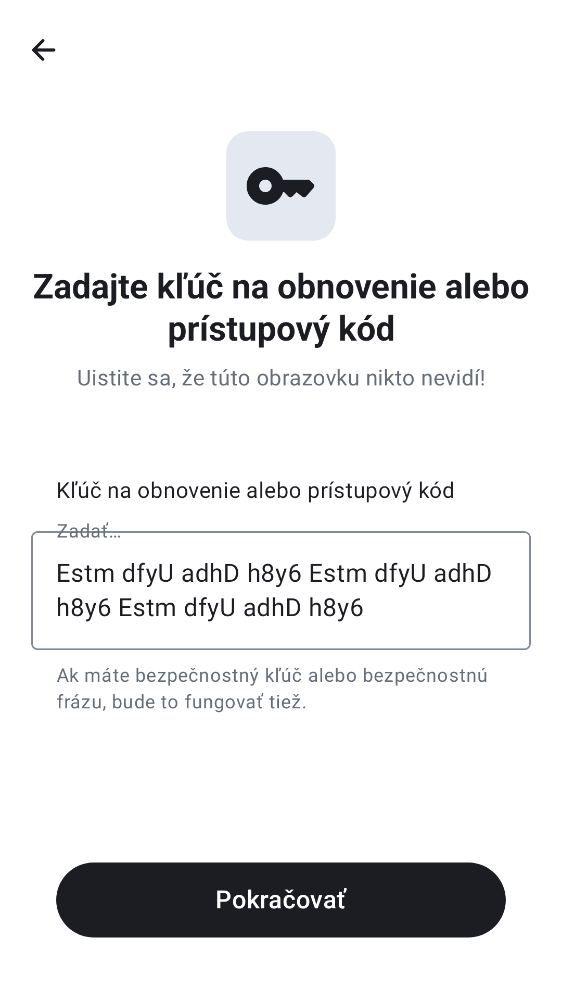 Zadajte kľúč na obnovenie alebo
prístupový kód
Uistite sa, že túto obrazovku nikto nevidí!
Kľúč na obnovenie alebo prístupový kód
Zadať…
Estm dfyU adhD h8y6 Estm dfyU adhD
h8y6 Estm dfyU adhD h8y6
Ak máte bezpečnostný kľúč alebo bezpečnostnú
frázu, bude to fungovať tiež.
Pokračovať